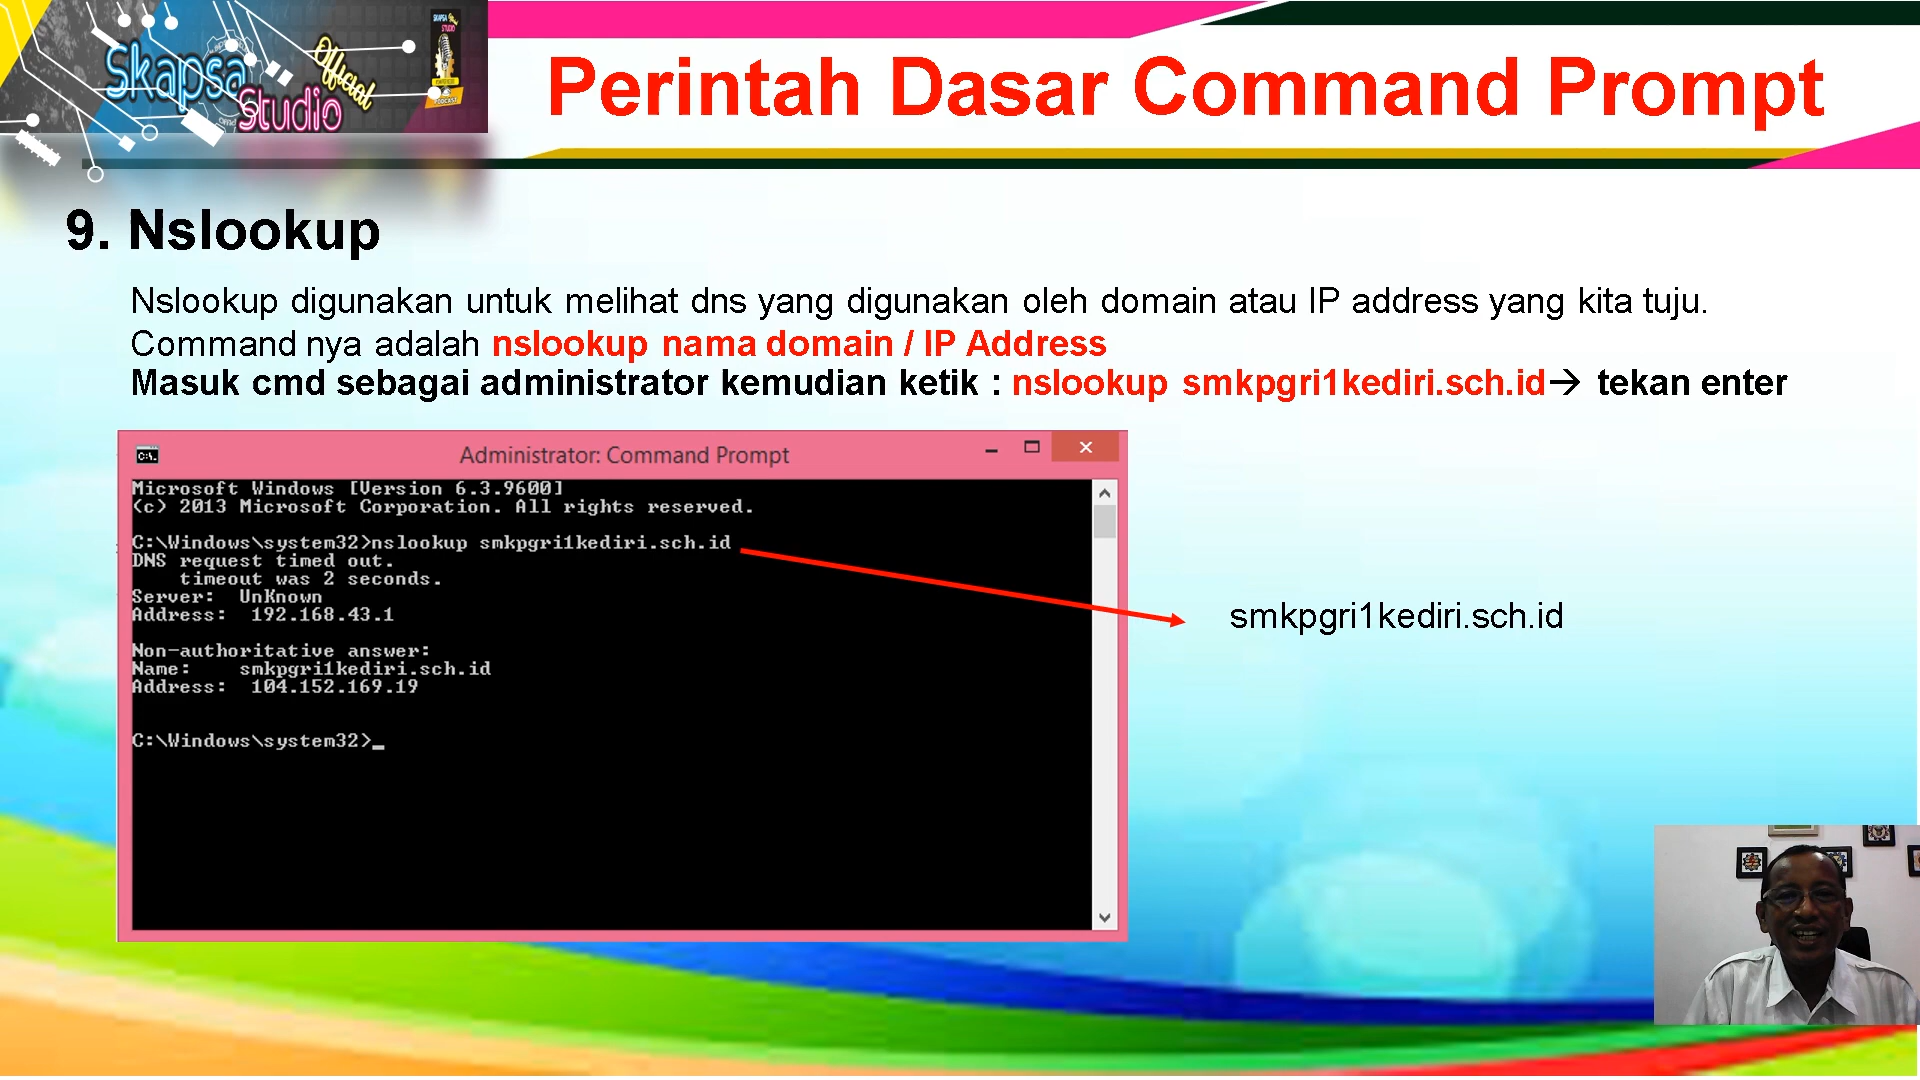 Skapsa
Studio
Official
SKAPSA
STUDIO
PODCAST
Perintah Dasar Command Prompt
9. Nslookup
Nslookup digunakan untuk melihat dns yang digunakan oleh domain atau IP address yang kita tuju.
Command nya adalah nslookup nama domain / IP Address
Masuk cmd sebagai administrator kemudian ketik : nslookup smkpgri1kediri.sch.id→ tekan enter
Administrator: Command Prompt
Microsoft Windows [Version 6.3.9600]
(c) 2013 Microsoft Corporation. All rights reserved.
C:\Windows\system32>nslookup smkpgri1kediri.sch.id
DNS request timed out.
timeout was 2 seconds.
Server: UnKnown
Address: 192.168.43.1
Non-authoritative answer:
Name: smkpgri1kediri.sch.id
Address: 104.152.169.19
C:\Windows\system32>_
smkpgri1kediri.sch.id